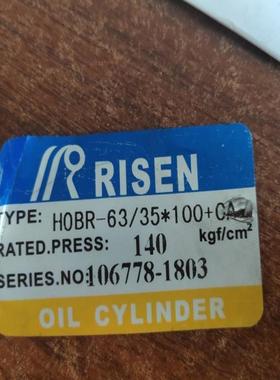 RISEN
TYPE: HOBR-63/35*100+CA
RATED.PRESS: 140 kgf/cm²
SERIES.NO: 106778-1803
OIL CYLINDER